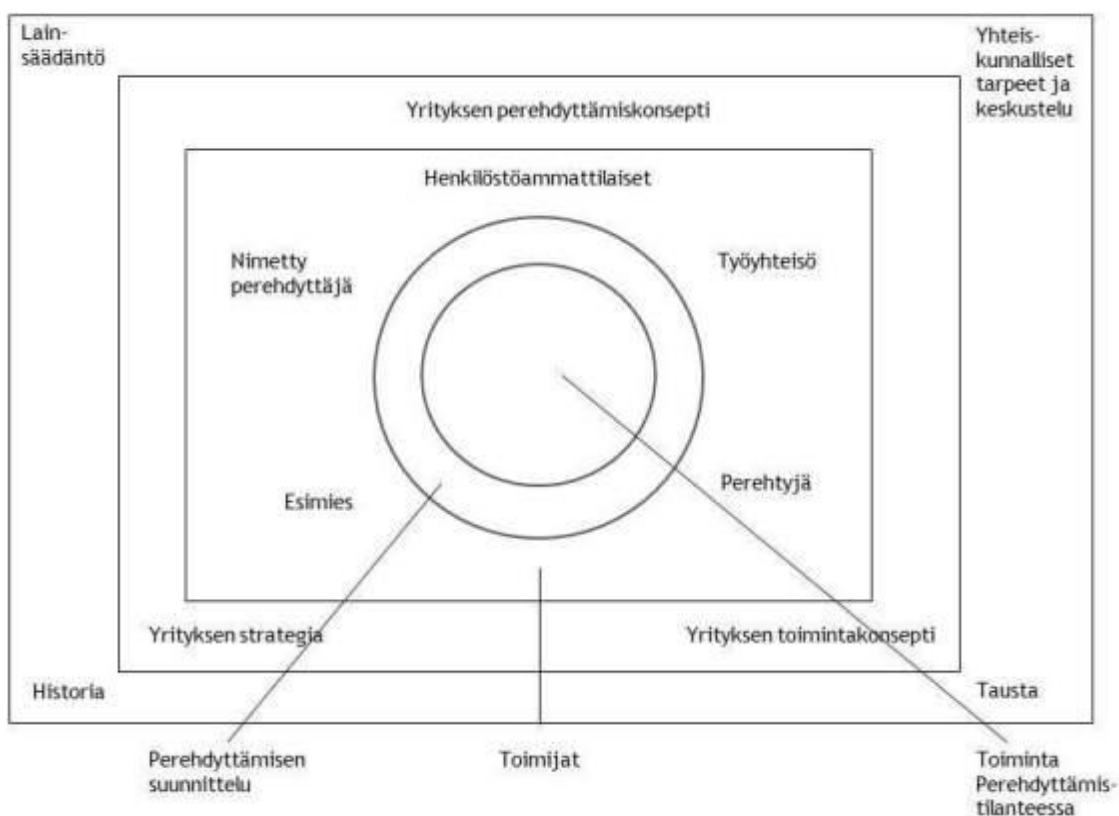 Lain-
säädäntö
Yhteis-
kunnalliset
tarpeet ja
keskustelu
Yrityksen perehdyttämiskonsepti
Henkilöstöammattilaiset
Nimetty
perehdyttäjä
Työyhteisö
Esimies
Perehtyjä
Yrityksen strategia
Yrityksen toimintakonsepti
Historia
Tausta
Perehdyttämisen
suunnittelu
Toimijat
Toiminta
Perehdyttämis-
tilanteessa